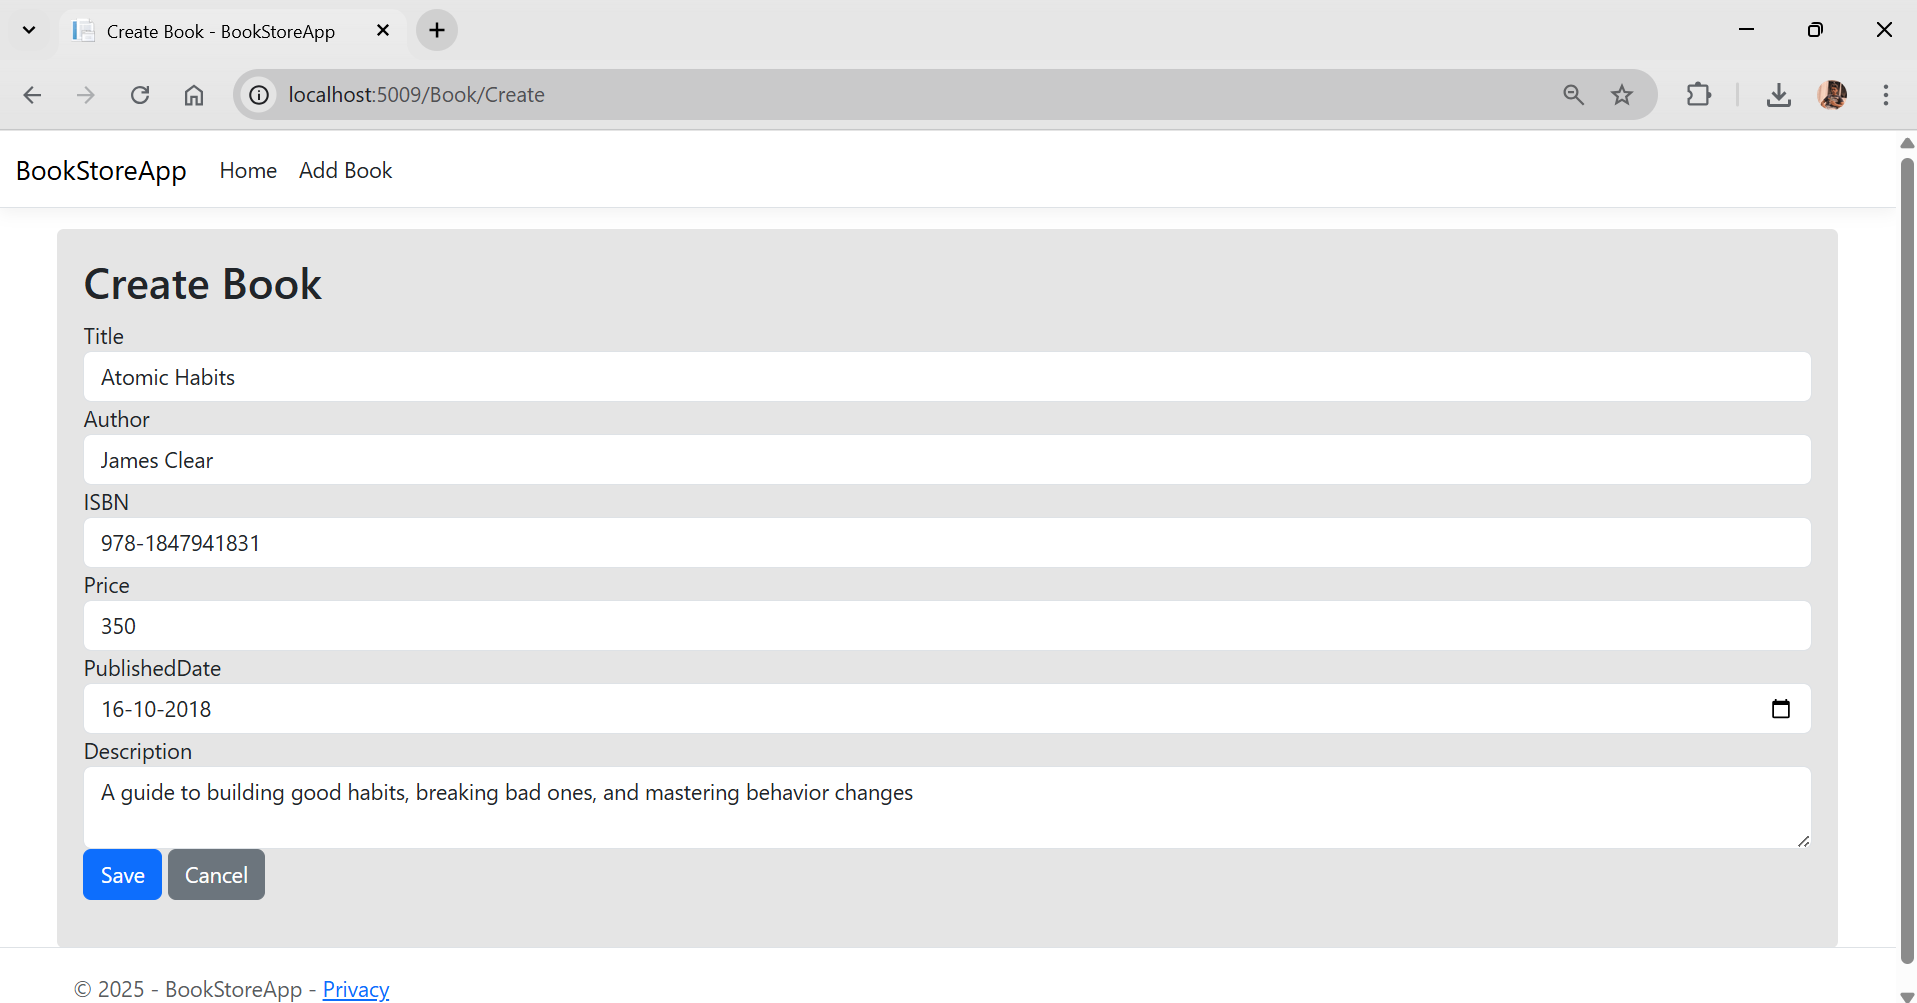 Create Book - BookStoreApp
localhost:5009/Book/Create
BookStoreApp Home Add Book
Create Book
Title
Atomic Habits
Author
James Clear
ISBN
978-1847941831
Price
350
PublishedDate
16-10-2018
Description
A guide to building good habits, breaking bad ones, and mastering behavior changes
Save Cancel
© 2025 - BookStoreApp - Privacy